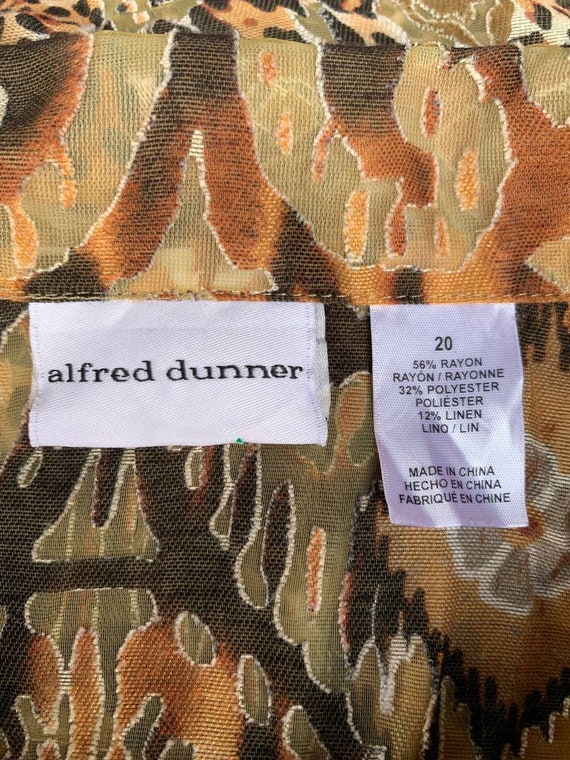 alfred dunner
20
56% RAYON
RAYÓN / RAYONNE
32% POLYESTER
POLIÉSTER
12% LINEN
LINO / LIN
MADE IN CHINA
HECHO EN CHINA
FABRIQUÉ EN CHINE